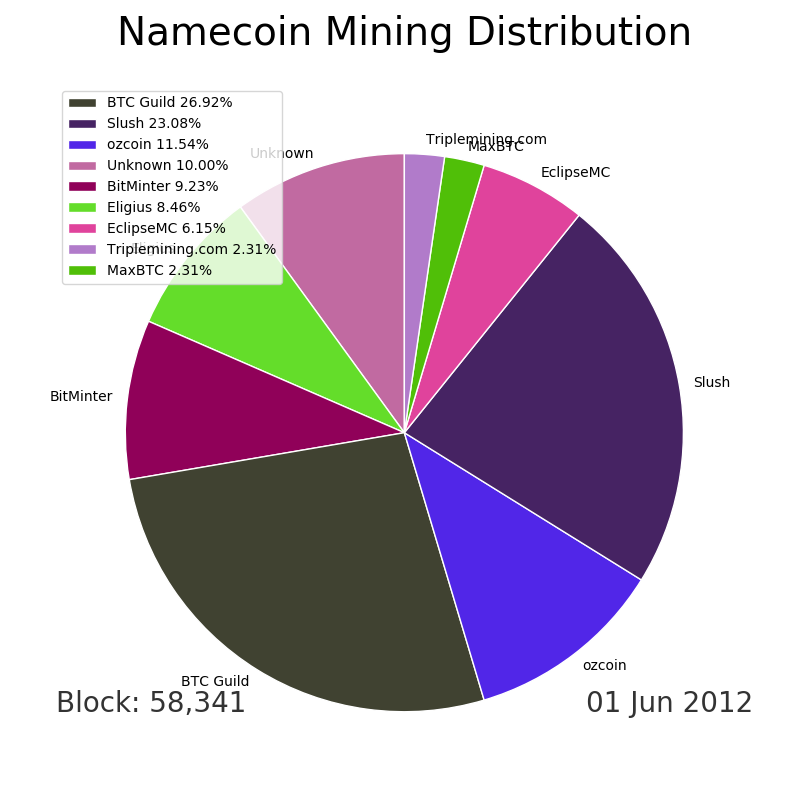 Namecoin Mining Distribution
BTC Guild 26.92%
Slush 23.08%
ozcoin 11.54%
Unknown 10.00%
BitMinter 9.23%
Eligius 8.46%
EclipseMC 6.15%
Triplemining.com 2.31%
MaxBTC 2.31%
Unknown
Triplemining.com
MaxBTC
EclipseMC
Eligius
Slush
BitMinter
ozcoin
BTC Guild
Block: 58,341
01 Jun 2012